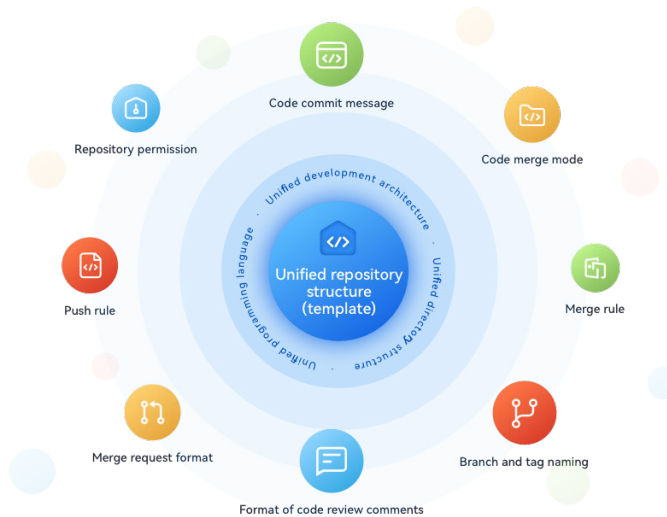 Code commit message
Repository permission
Code merge mode
Unified development architecture
·
Unified directory structure
·
Unified programming language
·
</>
Unified repository
structure
(template)
Push rule
Merge rule
Merge request format
Branch and tag naming
Format of code review comments